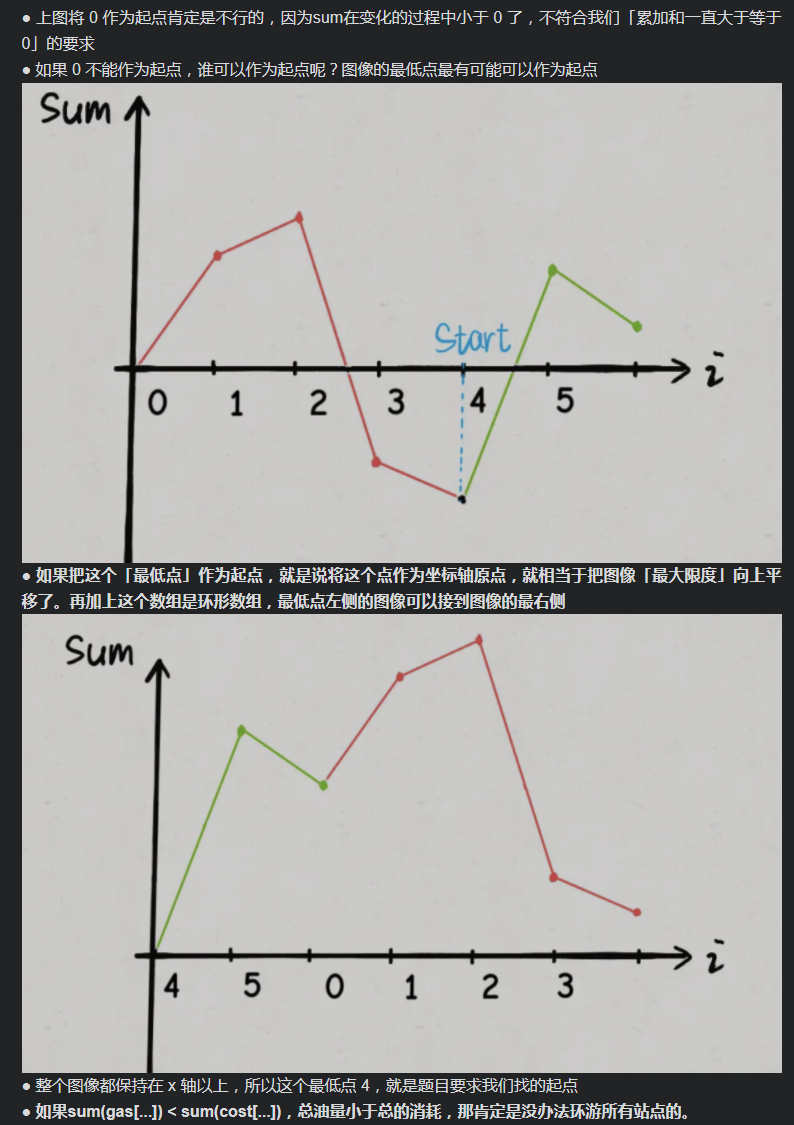 ● 上图将 0 作为起点肯定是不行的，因为sum在变化的过程中小于 0 了，不符合我们「累加和一直大于等于
0」的要求
● 如果 0 不能作为起点，谁可以作为起点呢？图像的最低点最有可能可以作为起点
Sum
Start
i
0 1 2 3 4 5
● 如果把这个「最低点」作为起点，就是说将这个点作为坐标轴原点，就相当于把图像「最大限度」向上平
移了。再加上这个数组是环形数组，最低点左侧的图像可以接到图像的最右侧
Sum
i
4 5 0 1 2 3
● 整个图像都保持在 x 轴以上，所以这个最低点 4，就是题目要求我们找的起点
● 如果sum(gas[...]) < sum(cost[...])，总油量小于总的消耗，那肯定是没办法环游所有站点的。